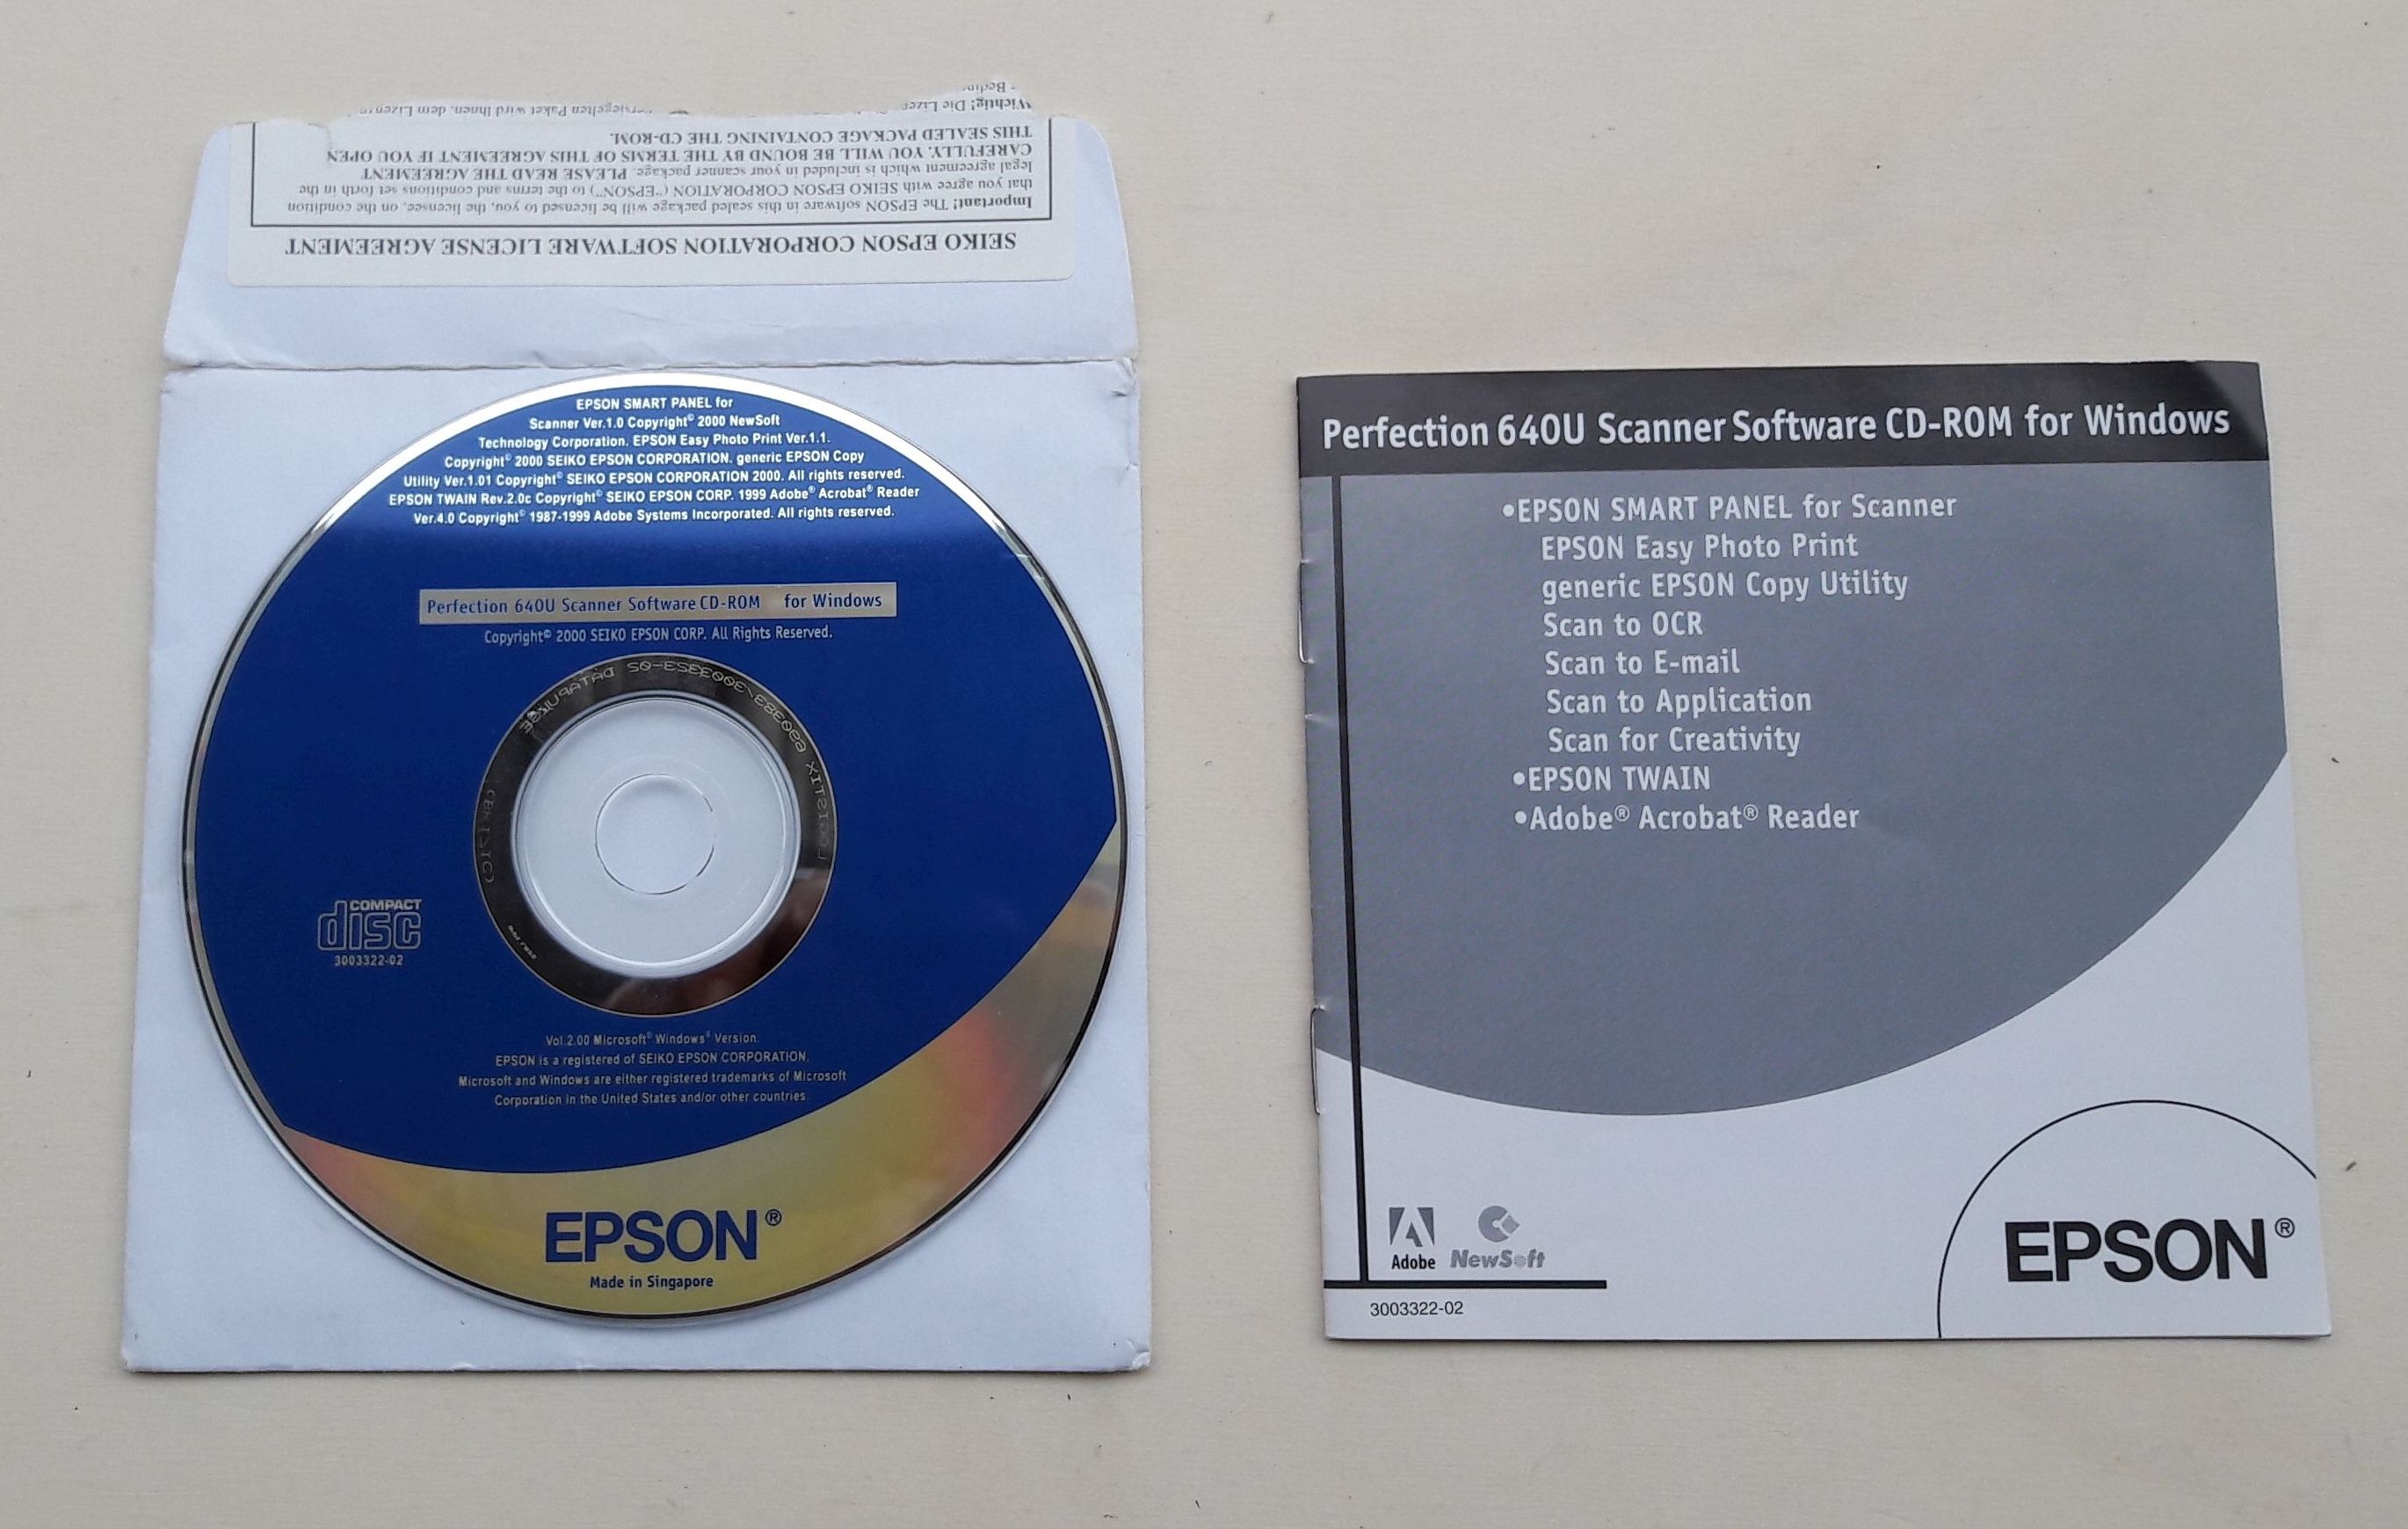 - Beding
Wichtig! Die Lizen
versiegelten Paket wird Ihnen, dem Lizen
THIS SEALED PACKAGE CONTAINING THE CD-ROM.
CAREFULLY. YOU WILL BE BOUND BY THE TERMS OF THIS AGREEMENT IF YOU OPEN
legal agreement which is included in your scanner package. PLEASE READ THE AGREEMENT
that you agree with SEIKO EPSON CORPORATION ("EPSON") to the terms and conditions set forth in the
Important! The EPSON software in this sealed package will be licensed to you, the licensee, on the condition
SEIKO EPSON CORPORATION SOFTWARE LICENSE AGREEMENT
EPSON SMART PANEL for
Scanner Ver.1.0 Copyright© 2000 NewSoft
Technology Corporation. EPSON Easy Photo Print Ver.1.1.
Copyright© 2000 SEIKO EPSON CORPORATION. generic EPSON Copy
Utility Ver.1.01 Copyright© SEIKO EPSON CORPORATION 2000. All rights reserved.
EPSON TWAIN Rev.2.0c Copyright© SEIKO EPSON CORP. 1999 Adobe® Acrobat® Reader
Ver.4.0 Copyright© 1987-1999 Adobe Systems Incorporated. All rights reserved.
Perfection 640U Scanner Software CD-ROM for Windows
Copyright© 2000 SEIKO EPSON CORP. All Rights Reserved.
COMPACT
disc
3003322-02
Vol.2.00 Microsoft® Windows® Version.
EPSON is a registered of SEIKO EPSON CORPORATION.
Microsoft and Windows are either registered trademarks of Microsoft
Corporation in the United States and/or other countries.
EPSON®
Made in Singapore
Perfection 640U Scanner Software CD-ROM for Windows
•EPSON SMART PANEL for Scanner
EPSON Easy Photo Print
generic EPSON Copy Utility
Scan to OCR
Scan to E-mail
Scan to Application
Scan for Creativity
•EPSON TWAIN
•Adobe® Acrobat® Reader
Adobe
NewSoft
3003322-02
EPSON®